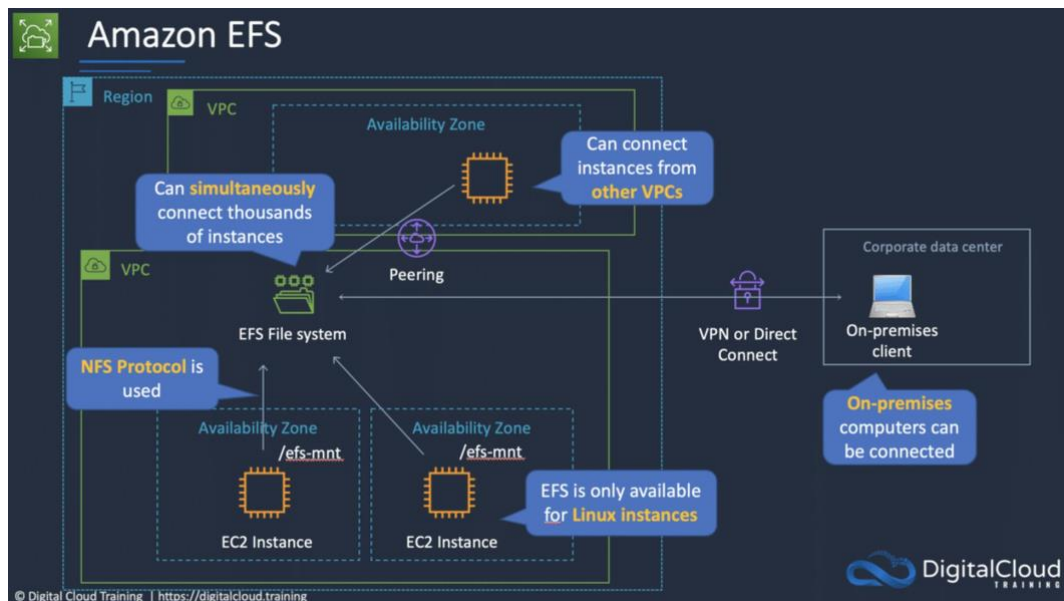 Amazon EFS
Region
VPC
Availability Zone
Can connect
instances from
other VPCs
Can simultaneously
connect thousands
of instances
Peering
VPC
EFS File system
VPN or Direct
Connect
Corporate data center
On-premises
client
NFS Protocol is
used
On-premises
computers can
be connected
Availability Zone
/efs-mnt
EC2 Instance
Availability Zone
/efs-mnt
EC2 Instance
EFS is only available
for Linux instances
DigitalCloud
TRAINING
© Digital Cloud Training | https://digitalcloud.training